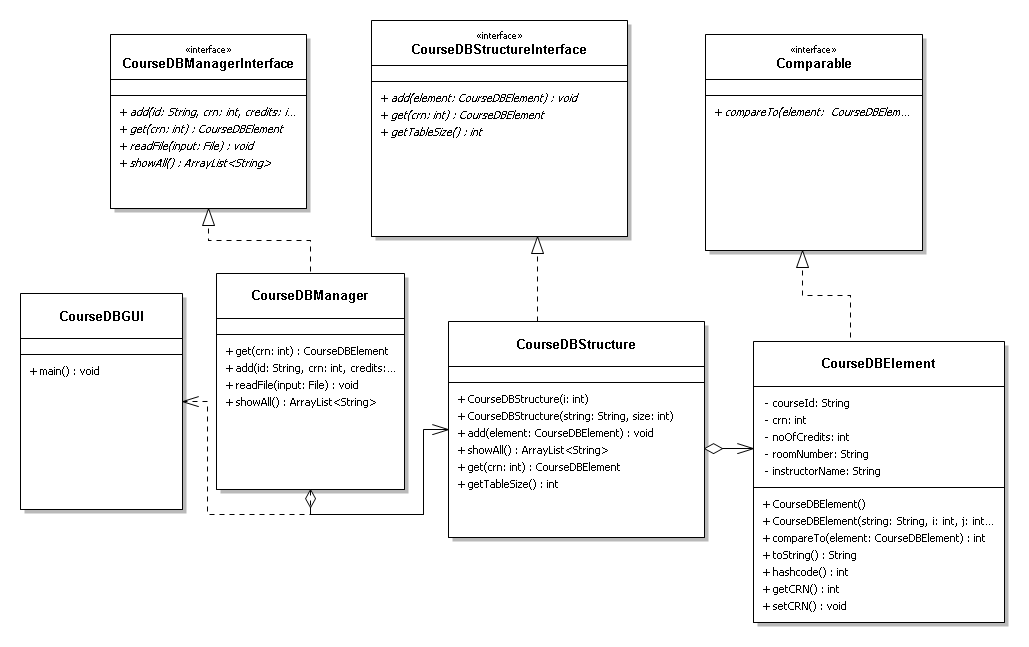 «interface»
CourseDBManagerInterface
+ add(id: String, crn: int, credits: i...
+ get(crn: int) : CourseDBElement
+ readFile(input: File) : void
+ showAll() : ArrayList<String>
«interface»
CourseDBStructureInterface
+ add(element: CourseDBElement) : void
+ get(crn: int) : CourseDBElement
+ getTableSize() : int
«interface»
Comparable
+ compareTo(element: CourseDBElem...
CourseDBGUI
+ main() : void
CourseDBManager
+ get(crn: int) : CourseDBElement
+ add(id: String, crn: int, credits:...
+ readFile(input: File) : void
+ showAll() : ArrayList<String>
CourseDBStructure
+ CourseDBStructure(i: int)
+ CourseDBStructure(string: String, size: int)
+ add(element: CourseDBElement) : void
+ showAll() : ArrayList<String>
+ get(crn: int) : CourseDBElement
+ getTableSize() : int
CourseDBElement
- courseId: String
- crn: int
- noOfCredits: int
- roomNumber: String
- instructorName: String
+ CourseDBElement()
+ CourseDBElement(string: String, i: int, j: int...
+ compareTo(element: CourseDBElement) : int
+ toString() : String
+ hashcode() : int
+ getCRN() : int
+ setCRN() : void